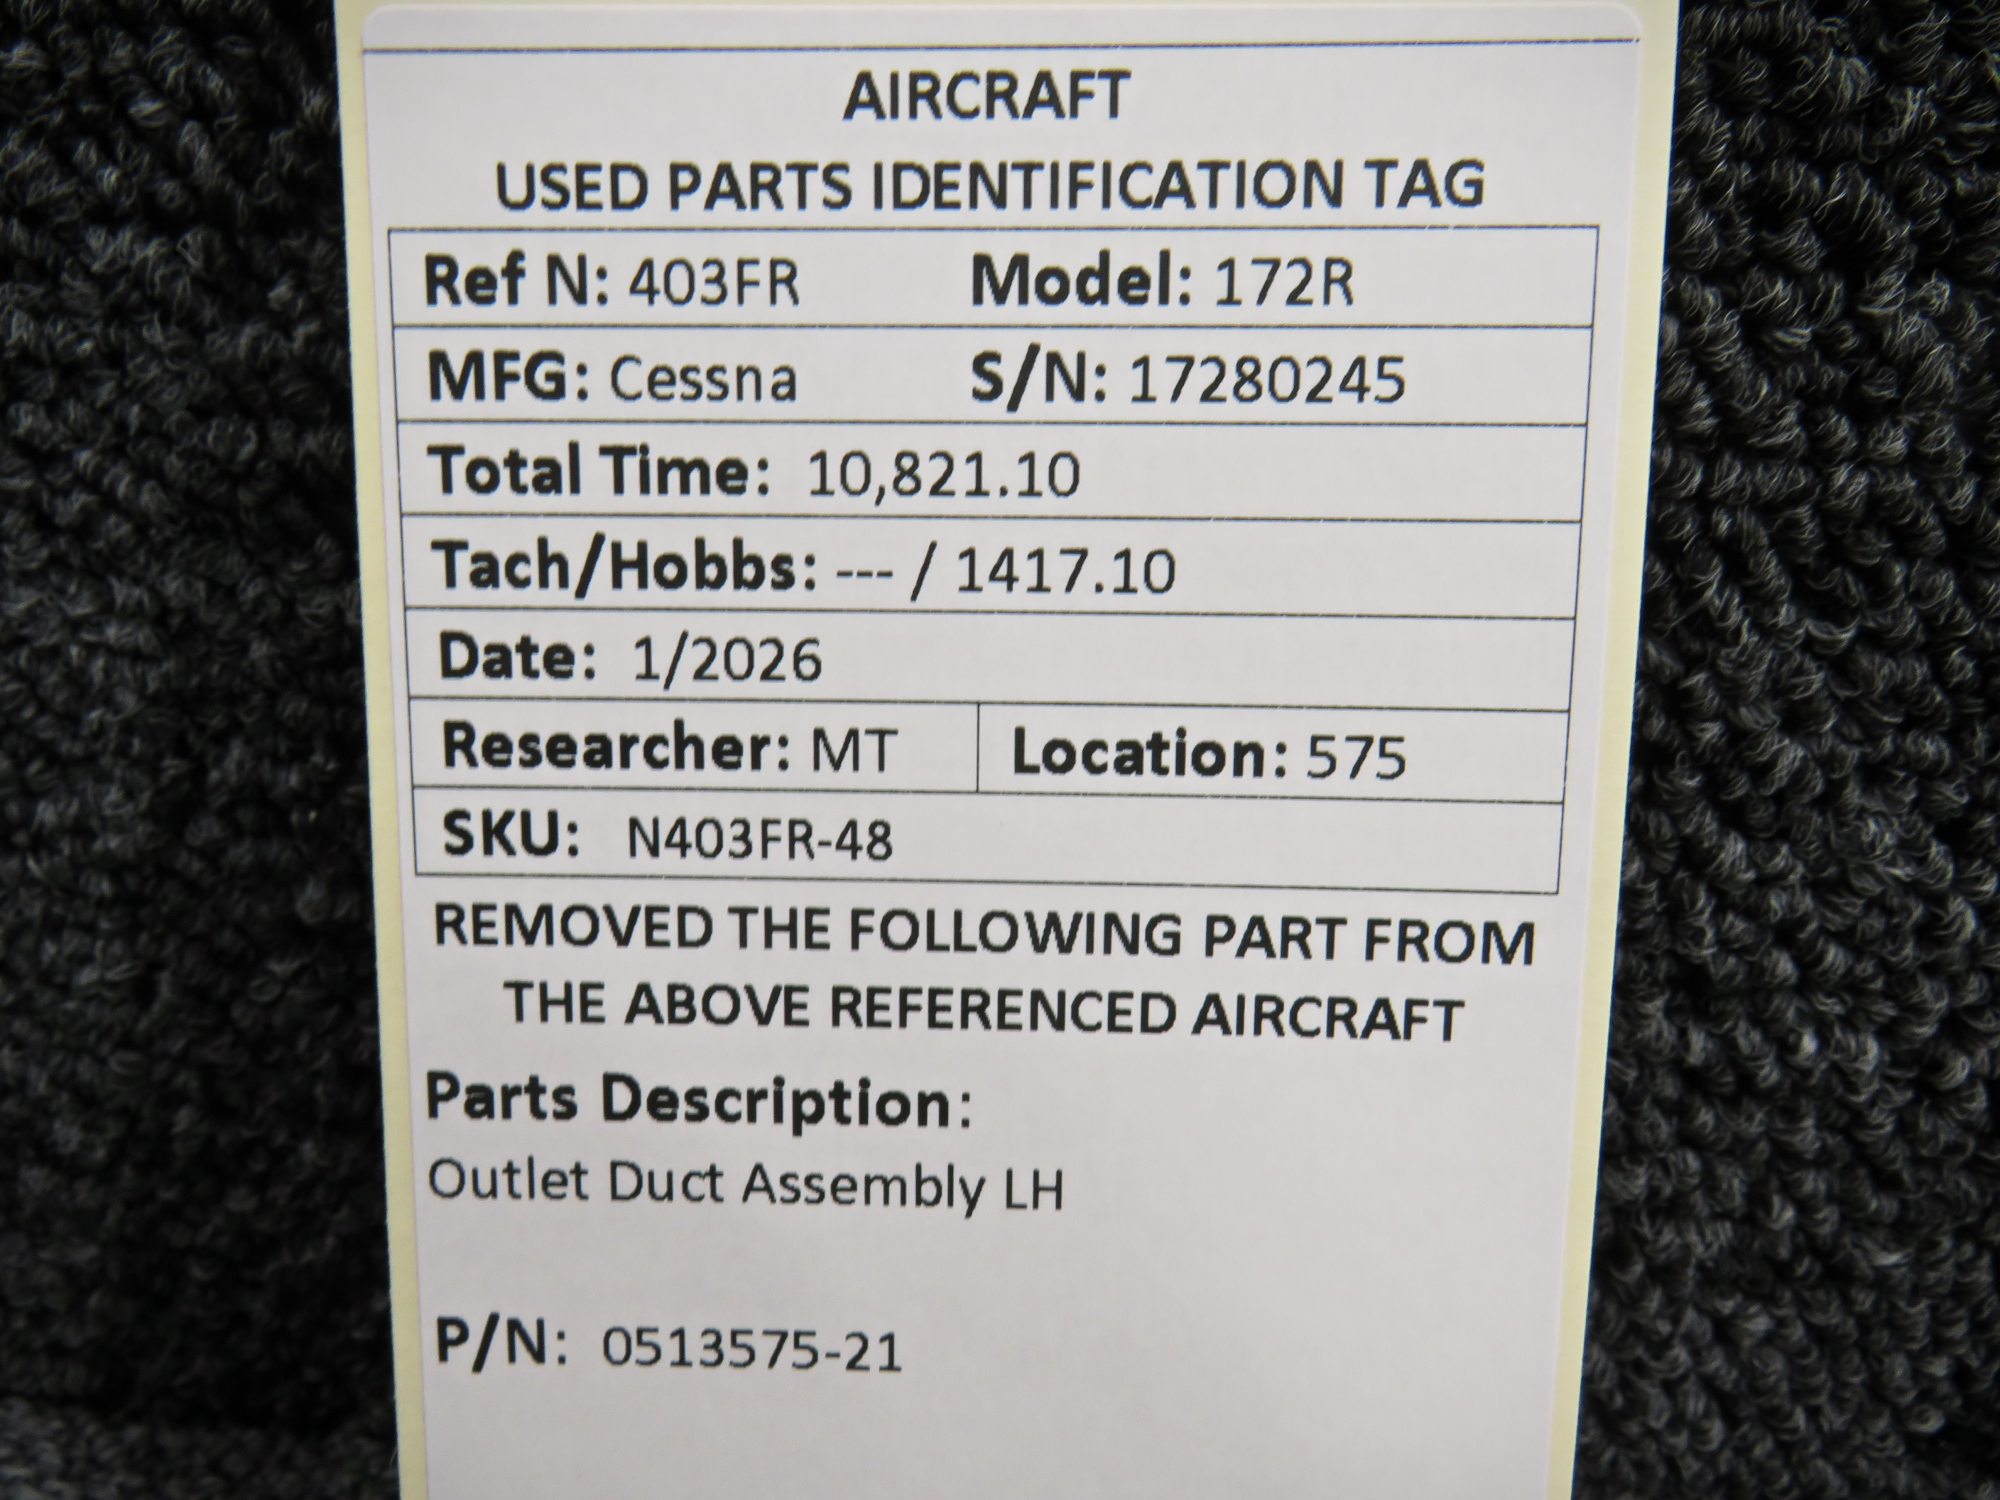 AIRCRAFT
USED PARTS IDENTIFICATION TAG
Ref N: 403FR Model: 172R
MFG: Cessna S/N: 17280245
Total Time: 10,821.10
Tach/Hobbs: --- / 1417.10
Date: 1/2026
Researcher: MT Location: 575
SKU: N403FR-48
REMOVED THE FOLLOWING PART FROM
THE ABOVE REFERENCED AIRCRAFT
Parts Description:
Outlet Duct Assembly LH
P/N: 0513575-21